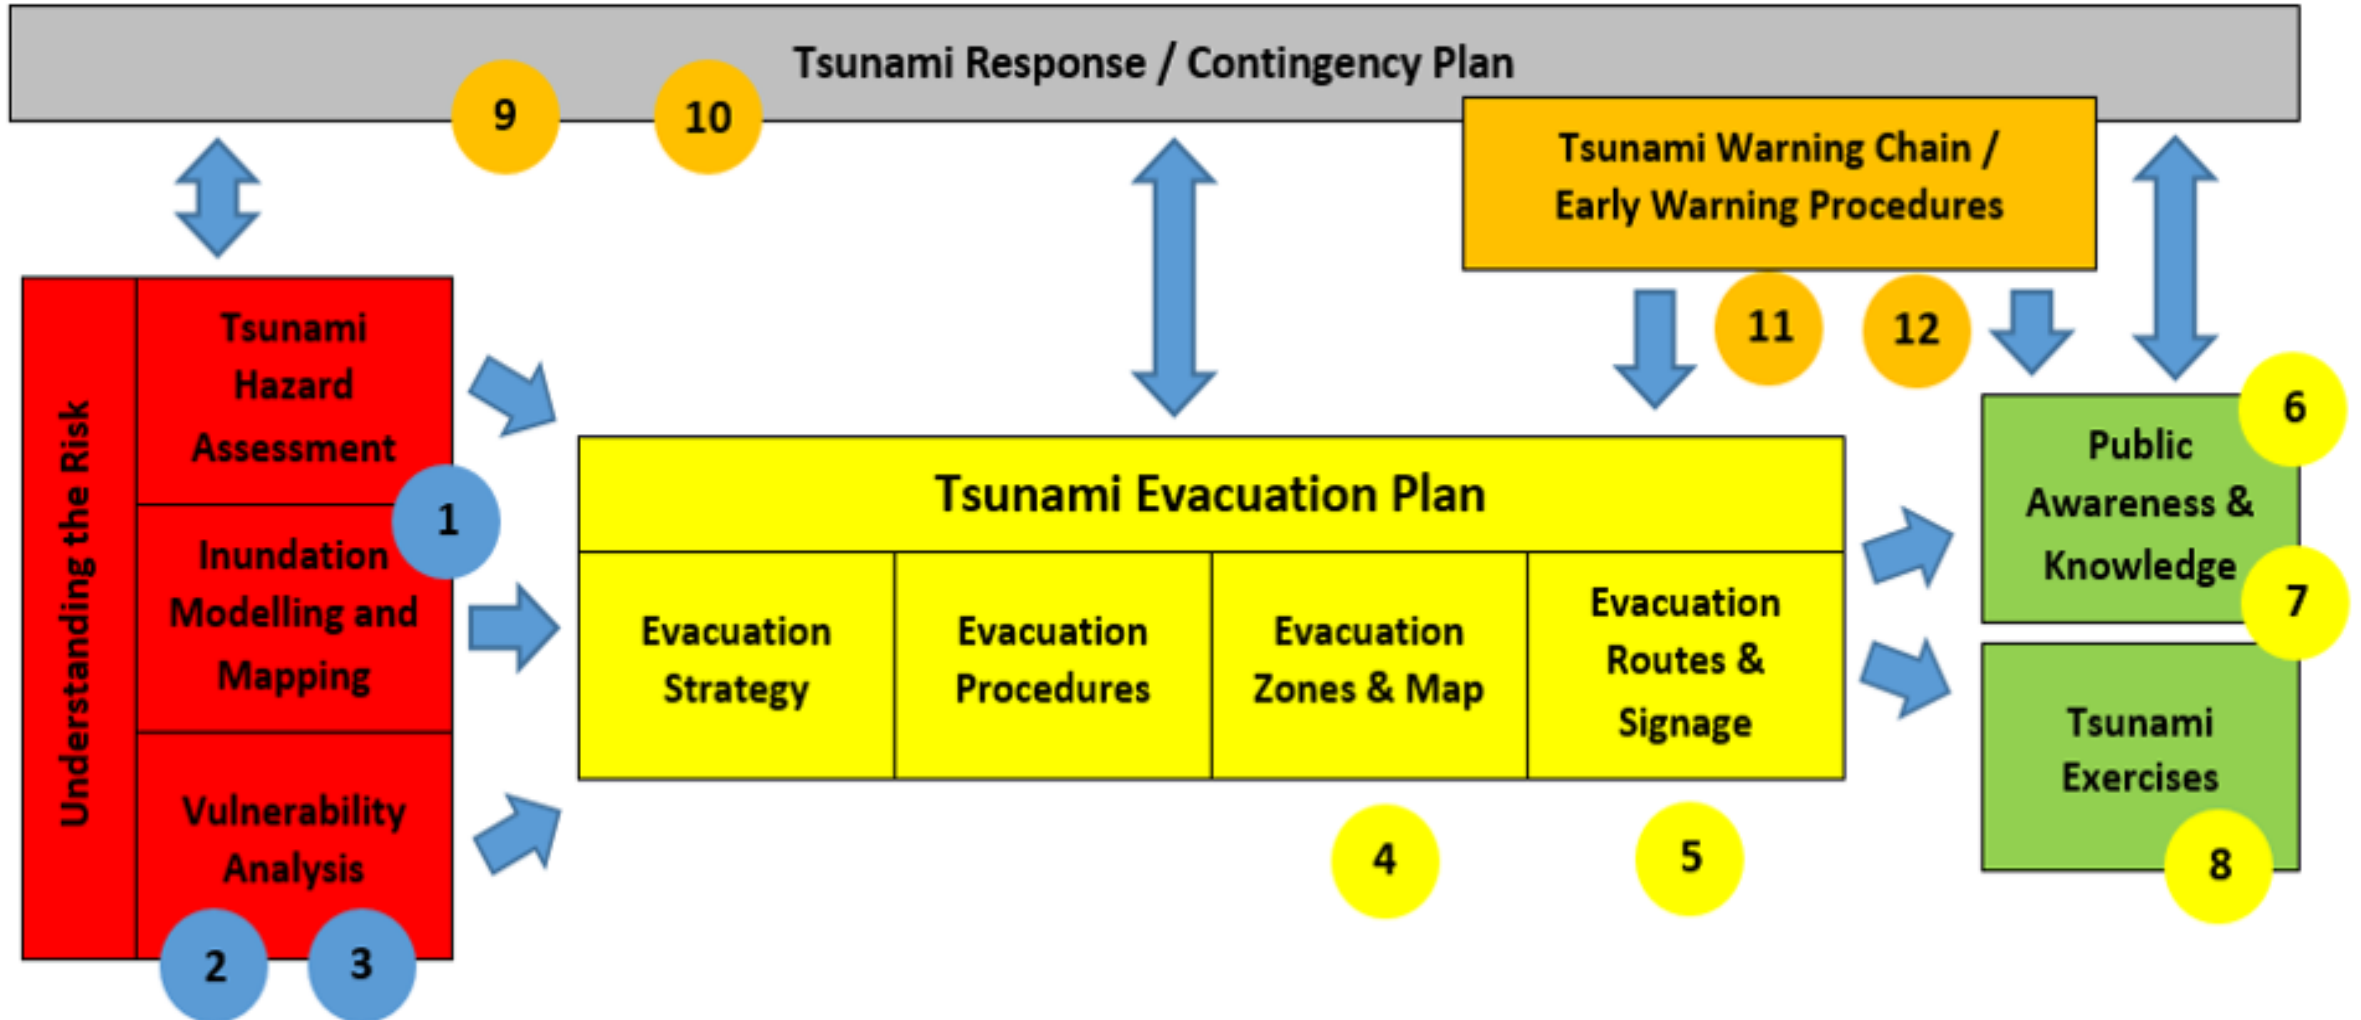 Tsunami Response / Contingency Plan
9
10
Tsunami Warning Chain /
Early Warning Procedures
11
12
Understanding the Risk
Tsunami
Hazard
Assessment
1
Inundation
Modelling and
Mapping
Vulnerability
Analysis
2
3
Tsunami Evacuation Plan
Evacuation
Strategy
Evacuation
Procedures
Evacuation
Zones & Map
Evacuation
Routes &
Signage
4
5
6
Public
Awareness &
Knowledge
7
Tsunami
Exercises
8